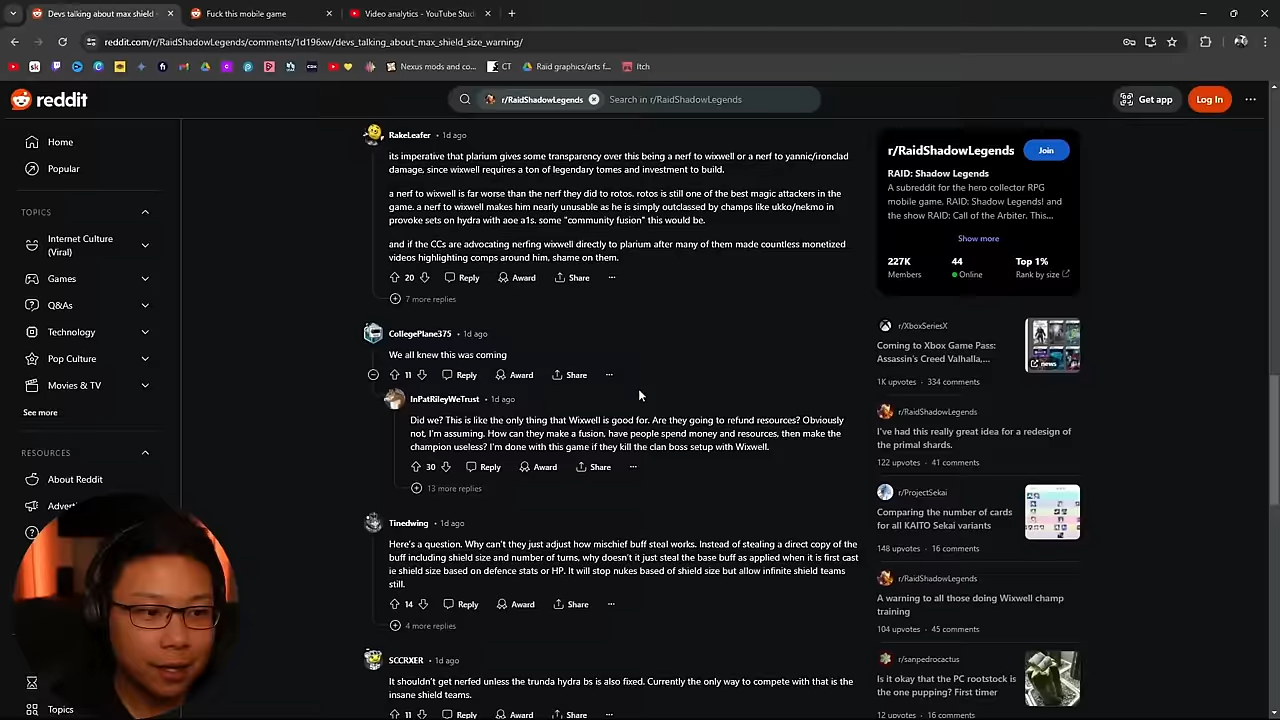 Devs talking about max shield
Fuck this mobile game
Video analytics - YouTube Stud
reddit.com/r/RaidShadowLegends/comments/1d196xw/devs_talking_about_max_shield_size_warning/
Nexus mods and co...
CT
Raid graphics/arts f...
Itch
reddit
r/RaidShadowLegends
Search in r/RaidShadowLegends
Get app
Log In
Home
Popular
TOPICS
Internet Culture
(Viral)
Games
Q&As
Technology
Pop Culture
Movies & TV
See more
RESOURCES
About Reddit
Adverti
Topics
RakeLeafer • 1d ago
its imperative that plarium gives some transparency over this being a nerf to wixwell or a nerf to yannic/ironclad
damage, since wixwell requires a ton of legendary tomes and investment to build.
a nerf to wixwell is far worse than the nerf they did to rotos. rotos is still one of the best magic attackers in the
game. a nerf to wixwell makes him nearly unusable as he is simply outclassed by champs like ukko/nekmo in
provoke sets on hydra with aoe a1s. some "community fusion" this would be.
and if the CCs are advocating nerfing wixwell directly to plarium after many of them made countless monetized
videos highlighting comps around him, shame on them.
20 Reply Award Share ...
7 more replies
CollegePlane375 • 1d ago
We all knew this was coming
11 Reply Award Share ...
InPatRileyWeTrust • 1d ago
Did we? This is like the only thing that Wixwell is good for. Are they going to refund resources? Obviously
not, I'm assuming. How can they make a fusion, have people spend money and resources, then make the
champion useless? I'm done with this game if they kill the clan boss setup with Wixwell.
30 Reply Award Share ...
13 more replies
Tinedwing • 1d ago
Here's a question. Why can't they just adjust how mischief buff steal works. Instead of stealing a direct copy of the
buff including shield size and number of turns, why doesn't it just steal the base buff as applied when it is first cast
ie shield size based on defence stats or HP. It will stop nukes based of shield size but allow infinite shield teams
still.
14 Reply Award Share ...
4 more replies
SCCRXER • 1d ago
It shouldn't get nerfed unless the trunda hydra bs is also fixed. Currently the only way to compete with that is the
insane shield teams.
11 Reply Award Share ...
r/RaidShadowLegends
Join
RAID: Shadow Legends
A subreddit for the hero collector RPG
mobile game. RAID: Shadow Legends! and
the show RAID: Call of the Arbiter. This...
Show more
227K 44 Top 1%
Members Online Rank by size
r/XboxSeriesX
Coming to Xbox Game Pass:
Assassin's Creed Valhalla,...
news
1K upvotes · 334 comments
r/RaidShadowLegends
I've had this really great idea for a redesign of
the primal shards.
122 upvotes · 41 comments
r/ProjectSekai
Comparing the number of cards
for all KAITO Sekai variants
148 upvotes · 16 comments
r/RaidShadowLegends
A warning to all those doing Wixwell champ
training
104 upvotes · 45 comments
r/sanpedrocactus
Is it okay that the PC rootstock is
the one pupping? First timer
12 upvotes · 16 comments